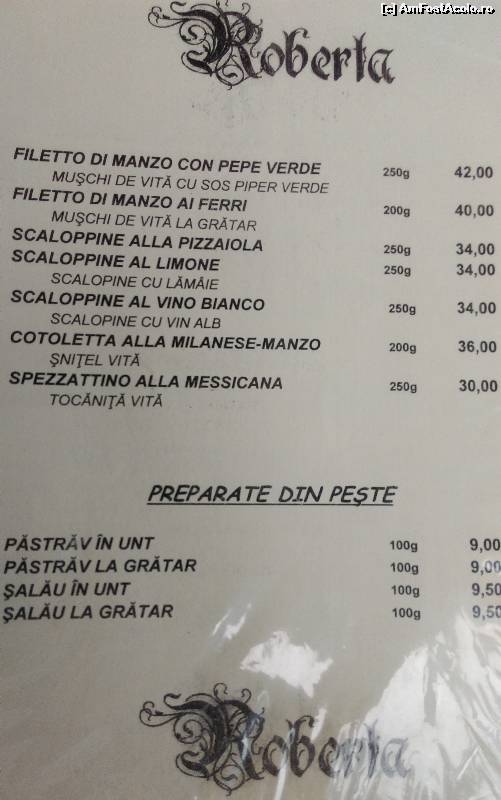 [c] AmFostAcolo.ro
Roberta
FILETTO DI MANZO CON PEPE VERDE 250g 42,00
MUŞCHI DE VITĂ CU SOS PIPER VERDE
FILETTO DI MANZO AI FERRI 200g 40,00
MUŞCHI DE VITĂ LA GRĂTAR
SCALOPPINE ALLA PIZZAIOLA 250g 34,00
SCALOPPINE AL LIMONE 250g 34,00
SCALOPINE CU LĂMÂIE
SCALOPPINE AL VINO BIANCO 250g 34,00
SCALOPINE CU VIN ALB
COTOLETTA ALLA MILANESE-MANZO 200g 36,00
ŞNIŢEL VITĂ
SPEZZATTINO ALLA MESSICANA 250g 30,00
TOCĂNIŢĂ VITĂ
PREPARATE DIN PEŞTE
PĂSTRĂV ÎN UNT 100g 9,00
PĂSTRĂV LA GRĂTAR 100g 9,00
ŞALĂU ÎN UNT 100g 9,50
ŞALĂU LA GRĂTAR 100g 9,50
Roberta